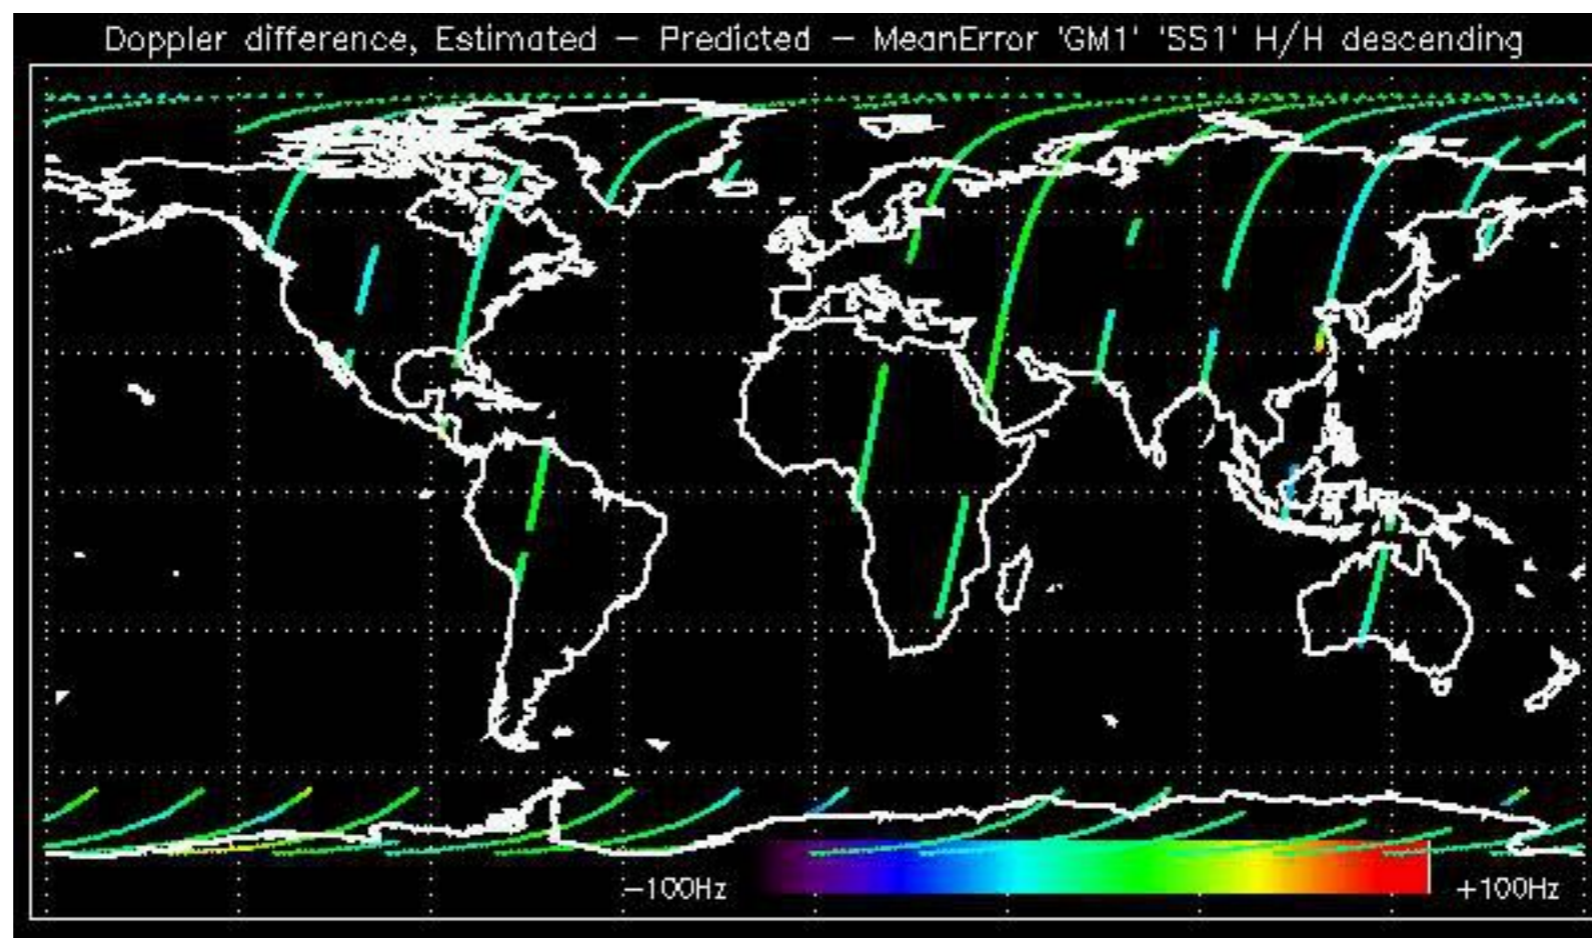 Doppler difference, Estimated − Predicted − MeanError 'GM1' 'SS1' H/H descending
−100Hz
+100Hz